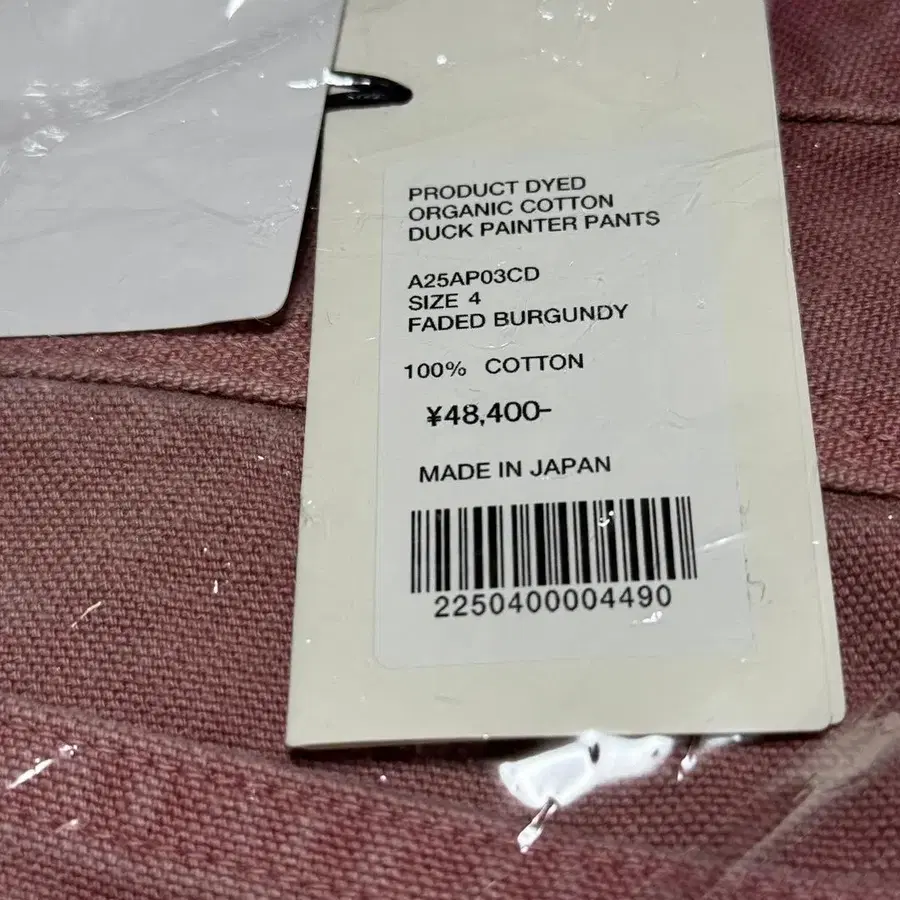 PRODUCT DYED
ORGANIC COTTON
DUCK PAINTER PANTS
A25AP03CD
SIZE 4
FADED BURGUNDY
100% COTTON
¥48,400-
MADE IN JAPAN
2250400004490